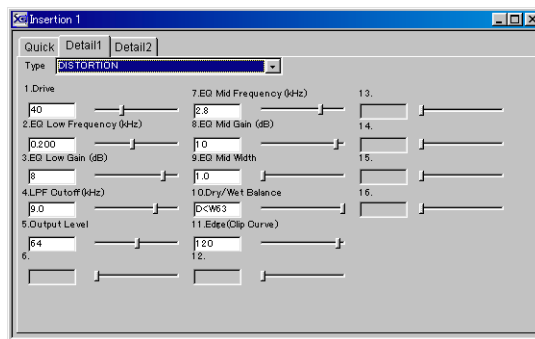 Insertion 1
Quick Detail1 Detail2
Type DISTORTION
1.Drive
40
2.EQ Low Frequency (kHz)
0.200
3.EQ Low Gain (dB)
8
4.LPF Cutoff(kHz)
9.0
5.Output Level
64
6.
7.EQ Mid Frequency (kHz)
2.8
8.EQ Mid Gain (dB)
10
9.EQ Mid Width
1.0
10.Dry/Wet Balance
D<W63
11.Edge(Clip Curve)
120
12.
13.
14.
15.
16.